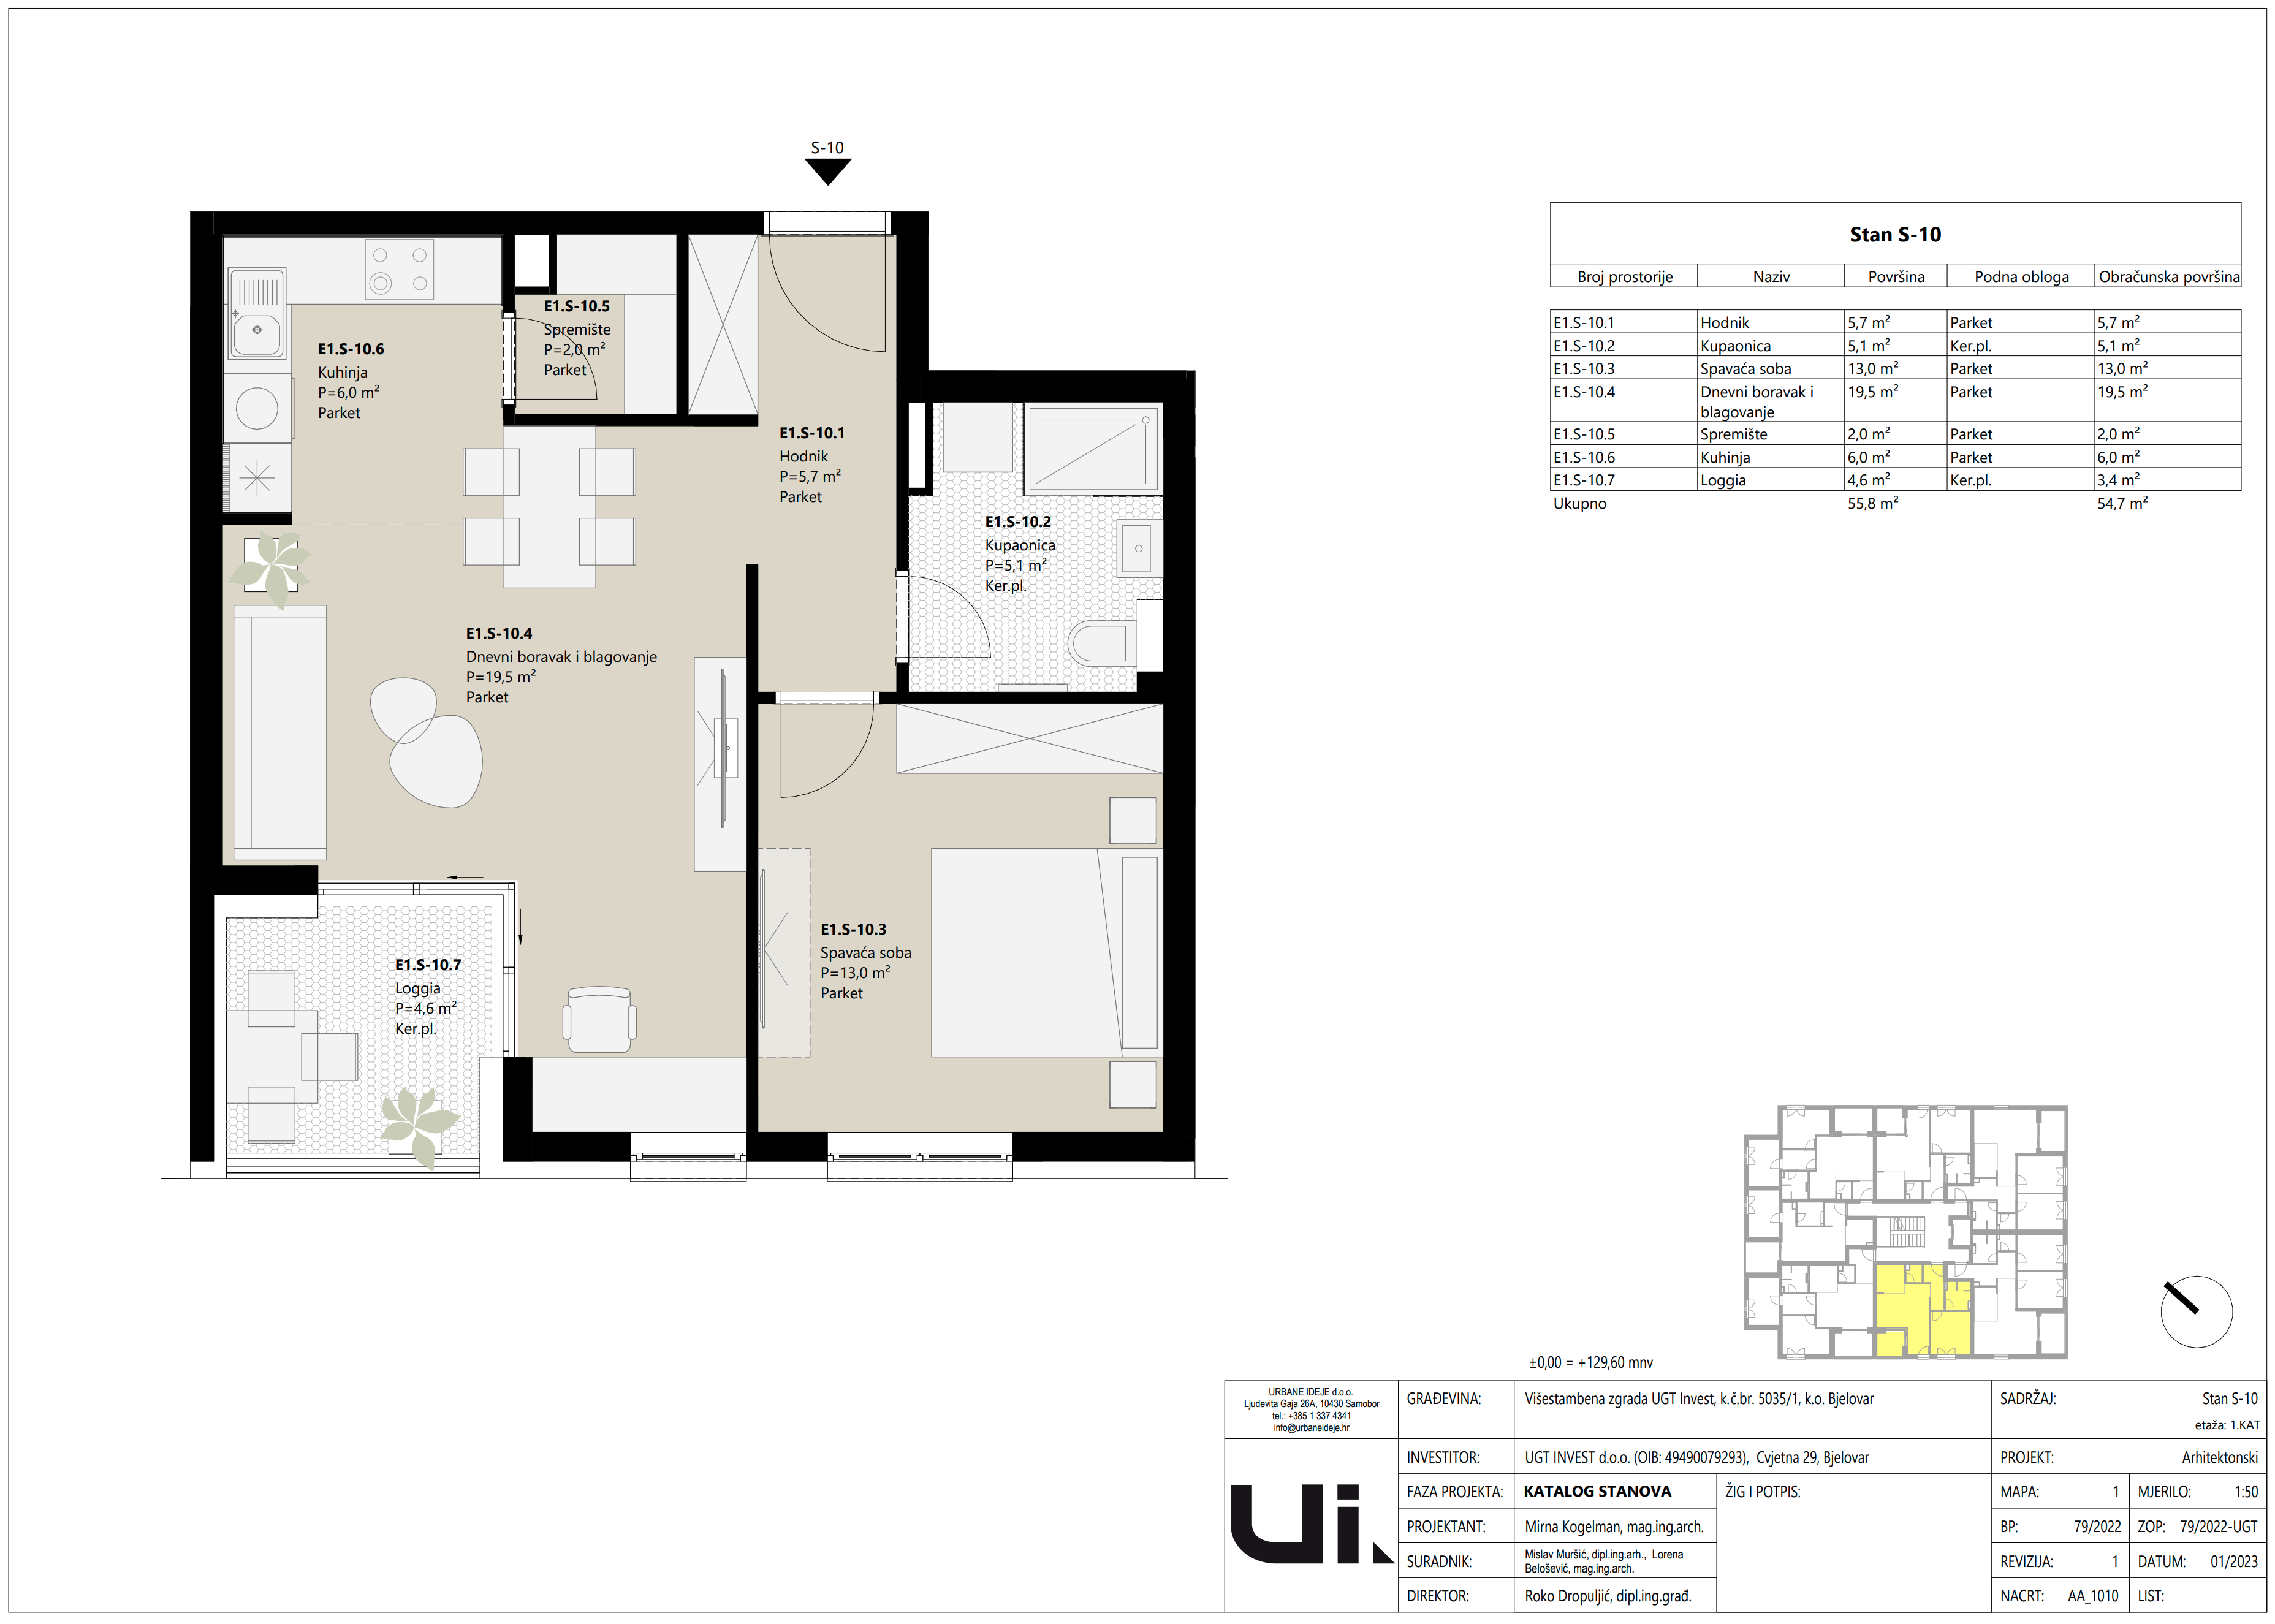 S-10
E1.S-10.5
Spremište
P=2,0 m²
Parket
E1.S-10.6
Kuhinja
P=6,0 m²
Parket
E1.S-10.1
Hodnik
P=5,7 m²
Parket
E1.S-10.2
Kupaonica
P=5,1 m²
Ker.pl.
E1.S-10.4
Dnevni boravak i blagovanje
P=19,5 m²
Parket
E1.S-10.3
Spavaća soba
P=13,0 m²
Parket
E1.S-10.7
Loggia
P=4,6 m²
Ker.pl.
Stan S-10
Broj prostorije Naziv Površina Podna obloga Obračunska površina
E1.S-10.1 Hodnik 5,7 m² Parket 5,7 m²
E1.S-10.2 Kupaonica 5,1 m² Ker.pl. 5,1 m²
E1.S-10.3 Spavaća soba 13,0 m² Parket 13,0 m²
E1.S-10.4 Dnevni boravak i 19,5 m² Parket 19,5 m²
blagovanje
E1.S-10.5 Spremište 2,0 m² Parket 2,0 m²
E1.S-10.6 Kuhinja 6,0 m² Parket 6,0 m²
E1.S-10.7 Loggia 4,6 m² Ker.pl. 3,4 m²
Ukupno 55,8 m² 54,7 m²
±0,00 = +129,60 mnv
URBANE IDEJE d.o.o.
Ljudevita Gaja 26A, 10430 Samobor
tel.: +385 1 337 4341
info@urbaneideje.hr
ui.
GRAĐEVINA: Višestambena zgrada UGT Invest, k.č.br. 5035/1, k.o. Bjelovar
INVESTITOR: UGT INVEST d.o.o. (OIB: 49490079293), Cvjetna 29, Bjelovar
FAZA PROJEKTA: KATALOG STANOVA
ŽIG I POTPIS:
PROJEKTANT: Mirna Kogelman, mag.ing.arch.
SURADNIK: Mislav Muršić, dipl.ing.arh., Lorena
Belošević, mag.ing.arch.
DIREKTOR: Roko Dropuljić, dipl.ing.građ.
SADRŽAJ: Stan S-10
etaža: 1.KAT
PROJEKT: Arhitektonski
MAPA: 1 MJERILO: 1:50
BP: 79/2022 ZOP: 79/2022-UGT
REVIZIJA: 1 DATUM: 01/2023
NACRT: AA_1010 LIST: